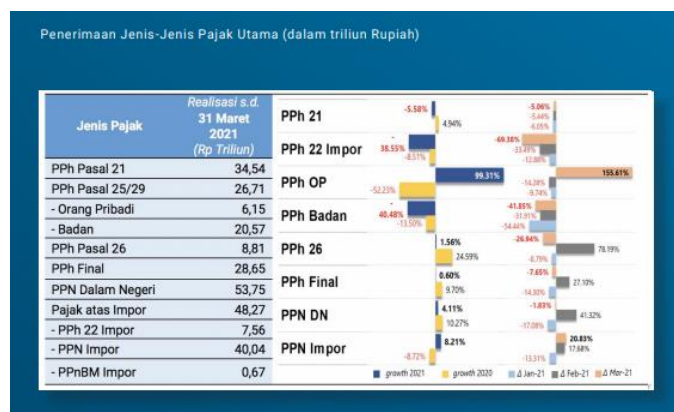 Penerimaan Jenis-Jenis Pajak Utama (dalam triliun Rupiah)
Jenis Pajak
Realisasi s.d.
31 Maret
2021
(Rp Triliun)
PPh Pasal 21 34,54
PPh Pasal 25/29 26,71
- Orang Pribadi 6,15
- Badan 20,57
PPh Pasal 26 8,81
PPh Final 28,65
PPN Dalam Negeri 53,75
Pajak atas Impor 48,27
- PPh 22 Impor 7,56
- PPN Impor 40,04
- PPnBM Impor 0,67
PPh 21
-5.58%
4.94%
-5.06%
-5.44%
-6.05%
PPh 22 Impor
-
38.55%
-8.51%
-69.30%
-33.49%
-12.88%
PPh OP
99.31%
-52.23%
155.61%
-14.28%
-9.74%
PPh Badan
-
40.48%
-13.50%
-41.85%
-31.91%
-54.44%
PPh 26
1.56%
24.59%
-26.94%
78.19%
-8.79%
PPh Final
0.60%
9.70%
-7.65%
27.10%
-14.30%
PPN DN
4.11%
10.27%
-1.03%
41.32%
-17.08%
PPN Impor
8.21%
-8.72%
20.83%
17.68%
-13.31%
growth 2021 growth 2020 Δ Jan-21 Δ Feb-21 Δ Mar-21